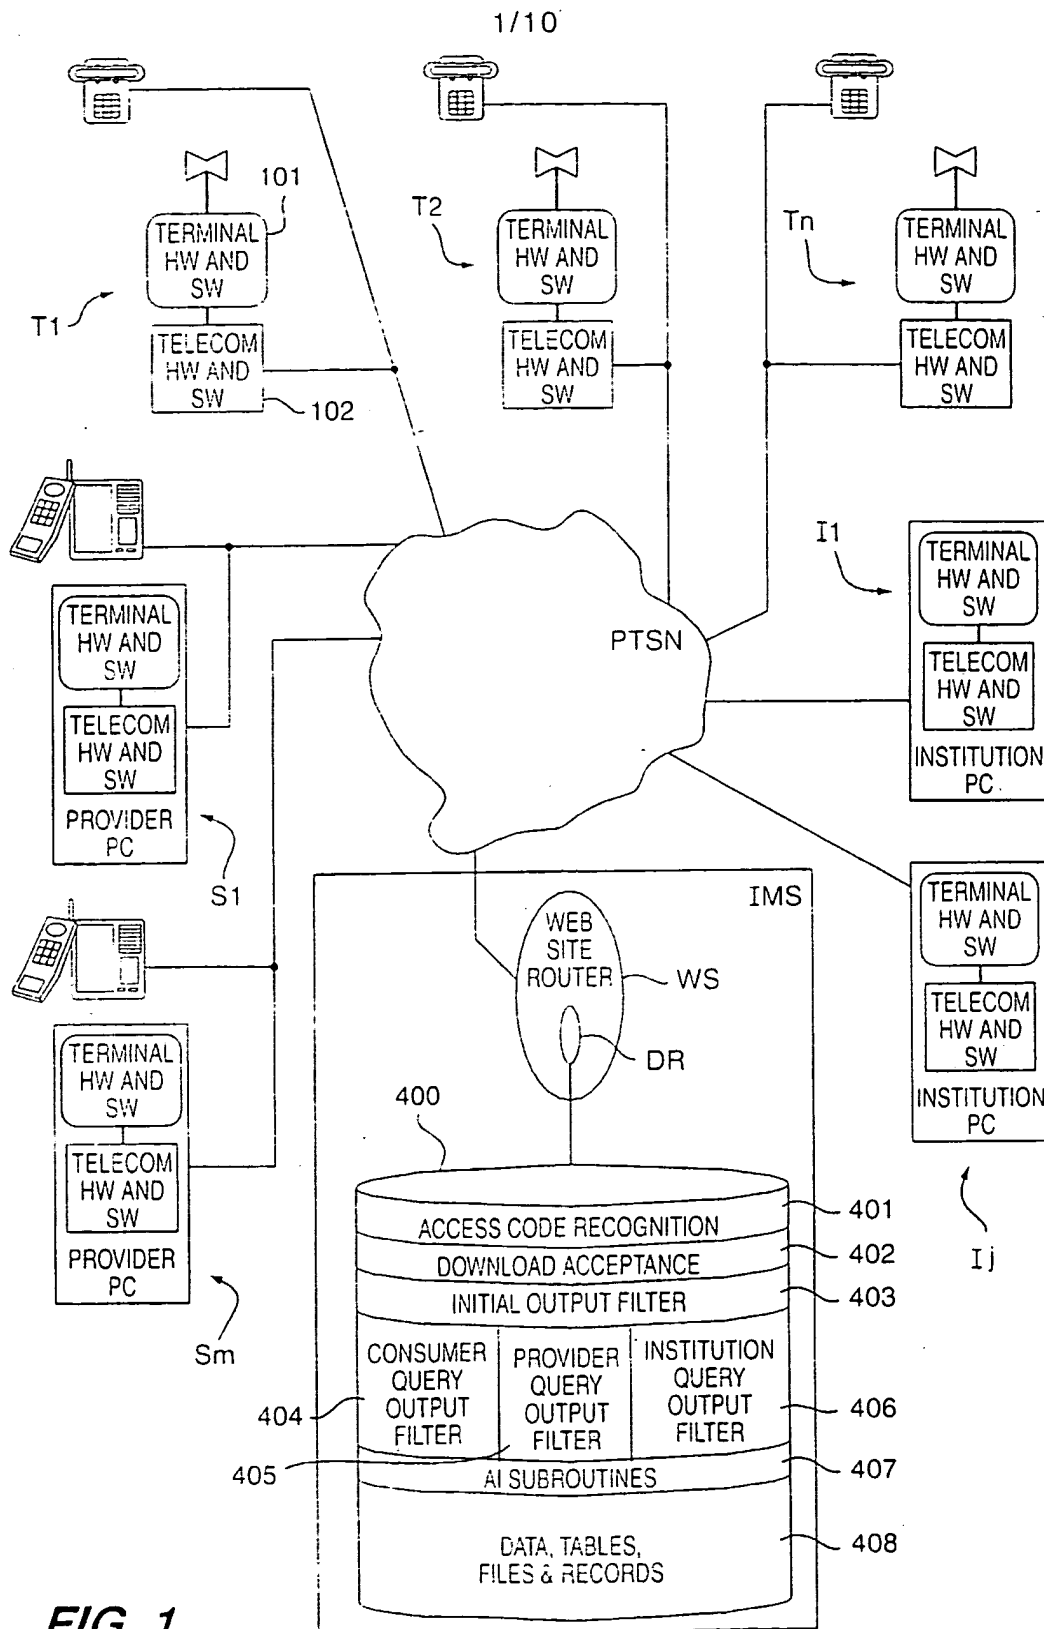 1/10
101
TERMINAL
HW AND
SW
T1
TELECOM
HW AND
SW
102
T2
TERMINAL
HW AND
SW
TELECOM
HW AND
SW
Tn
TERMINAL
HW AND
SW
TELECOM
HW AND
SW
TERMINAL
HW AND
SW
TELECOM
HW AND
SW
PROVIDER
PC
S1
PTSN
I1
TERMINAL
HW AND
SW
TELECOM
HW AND
SW
INSTITUTION
PC
TERMINAL
HW AND
SW
TELECOM
HW AND
SW
PROVIDER
PC
Sm
TERMINAL
HW AND
SW
TELECOM
HW AND
SW
INSTITUTION
PC
Ij
IMS
WEB
SITE
ROUTER
WS
DR
400
ACCESS CODE RECOGNITION
401
DOWNLOAD ACCEPTANCE
402
INITIAL OUTPUT FILTER
403
CONSUMER
QUERY
OUTPUT
FILTER
404
PROVIDER
QUERY
OUTPUT
FILTER
405
INSTITUTION
QUERY
OUTPUT
FILTER
406
AI SUBROUTINES
407
DATA, TABLES,
FILES & RECORDS
408
FIG. 1